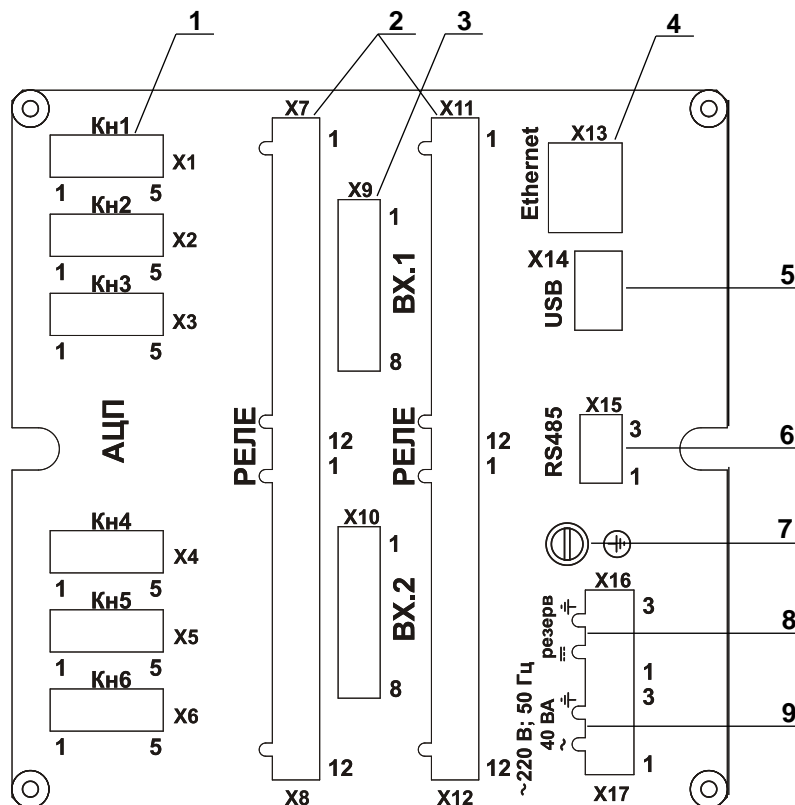 1
2
3
4
Кн1
X1
1 5
Кн2
X2
1 5
Кн3
X3
1 5
АЦП
Кн4
X4
1 5
Кн5
X5
1 5
Кн6
X6
1 5
X7
1
РЕЛЕ
12
1
12
X8
X9
1
ВХ.1
8
X10
1
ВХ.2
8
X11
1
РЕЛЕ
12
1
12
X12
X13
Ethernet
X14
USB
5
X15
RS485
3
1
6
7
X16
резерв
3
1
8
~220 В; 50 Гц
40 ВА
~
3
1
X17
9